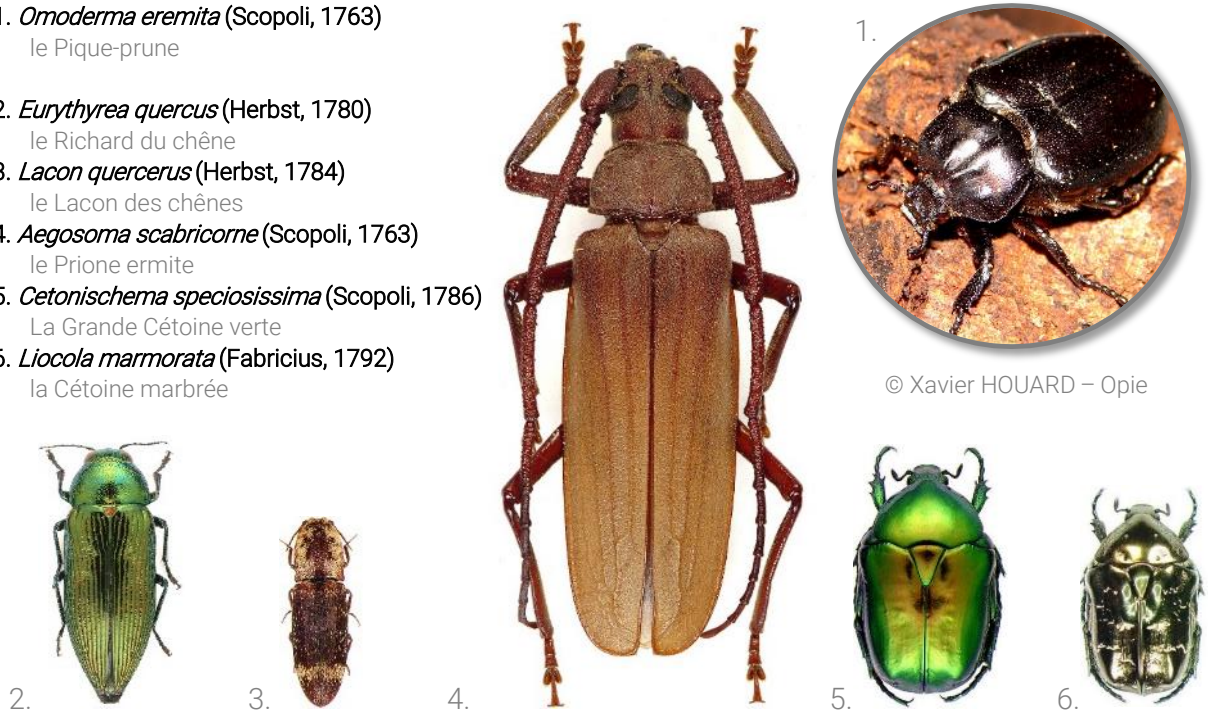 1. Omoderma eremita (Scopoli, 1763)
le Pique-prune
2. Eurythyrea quercus (Herbst, 1780)
le Richard du chêne
3. Lacon quercerus (Herbst, 1784)
le Lacon des chênes
4. Aegosoma scabricorne (Scopoli, 1763)
le Prione ermite
5. Cetonischema speciosissima (Scopoli, 1786)
La Grande Cétoine verte
6. Liocola marmorata (Fabricius, 1792)
la Cétoine marbrée
1.
© Xavier HOUARD – Opie
2.
3.
4.
5.
6.